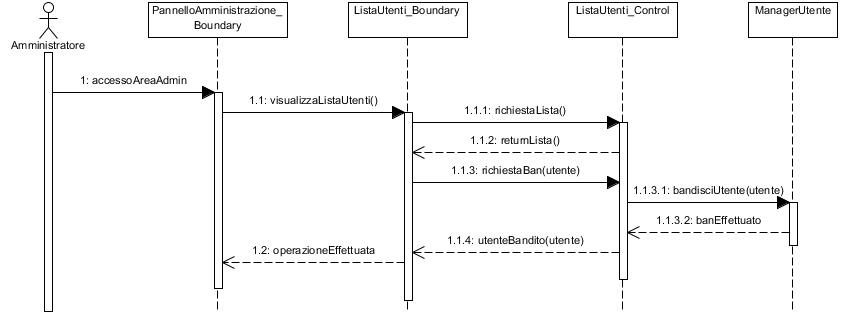 PannelloAmministrazione_
Boundary
ListaUtenti_Boundary
ListaUtenti_Control
ManagerUtente
Amministratore
1: accessoAreaAdmin
1.1: visualizzaListaUtenti()
1.1.1: richiestaLista()
1.1.2: returnLista()
1.1.3: richiestaBan(utente)
1.1.3.1: bandisciUtente(utente)
1.1.3.2: banEffettuato
1.1.4: utenteBandito(utente)
1.2: operazioneEffettuata